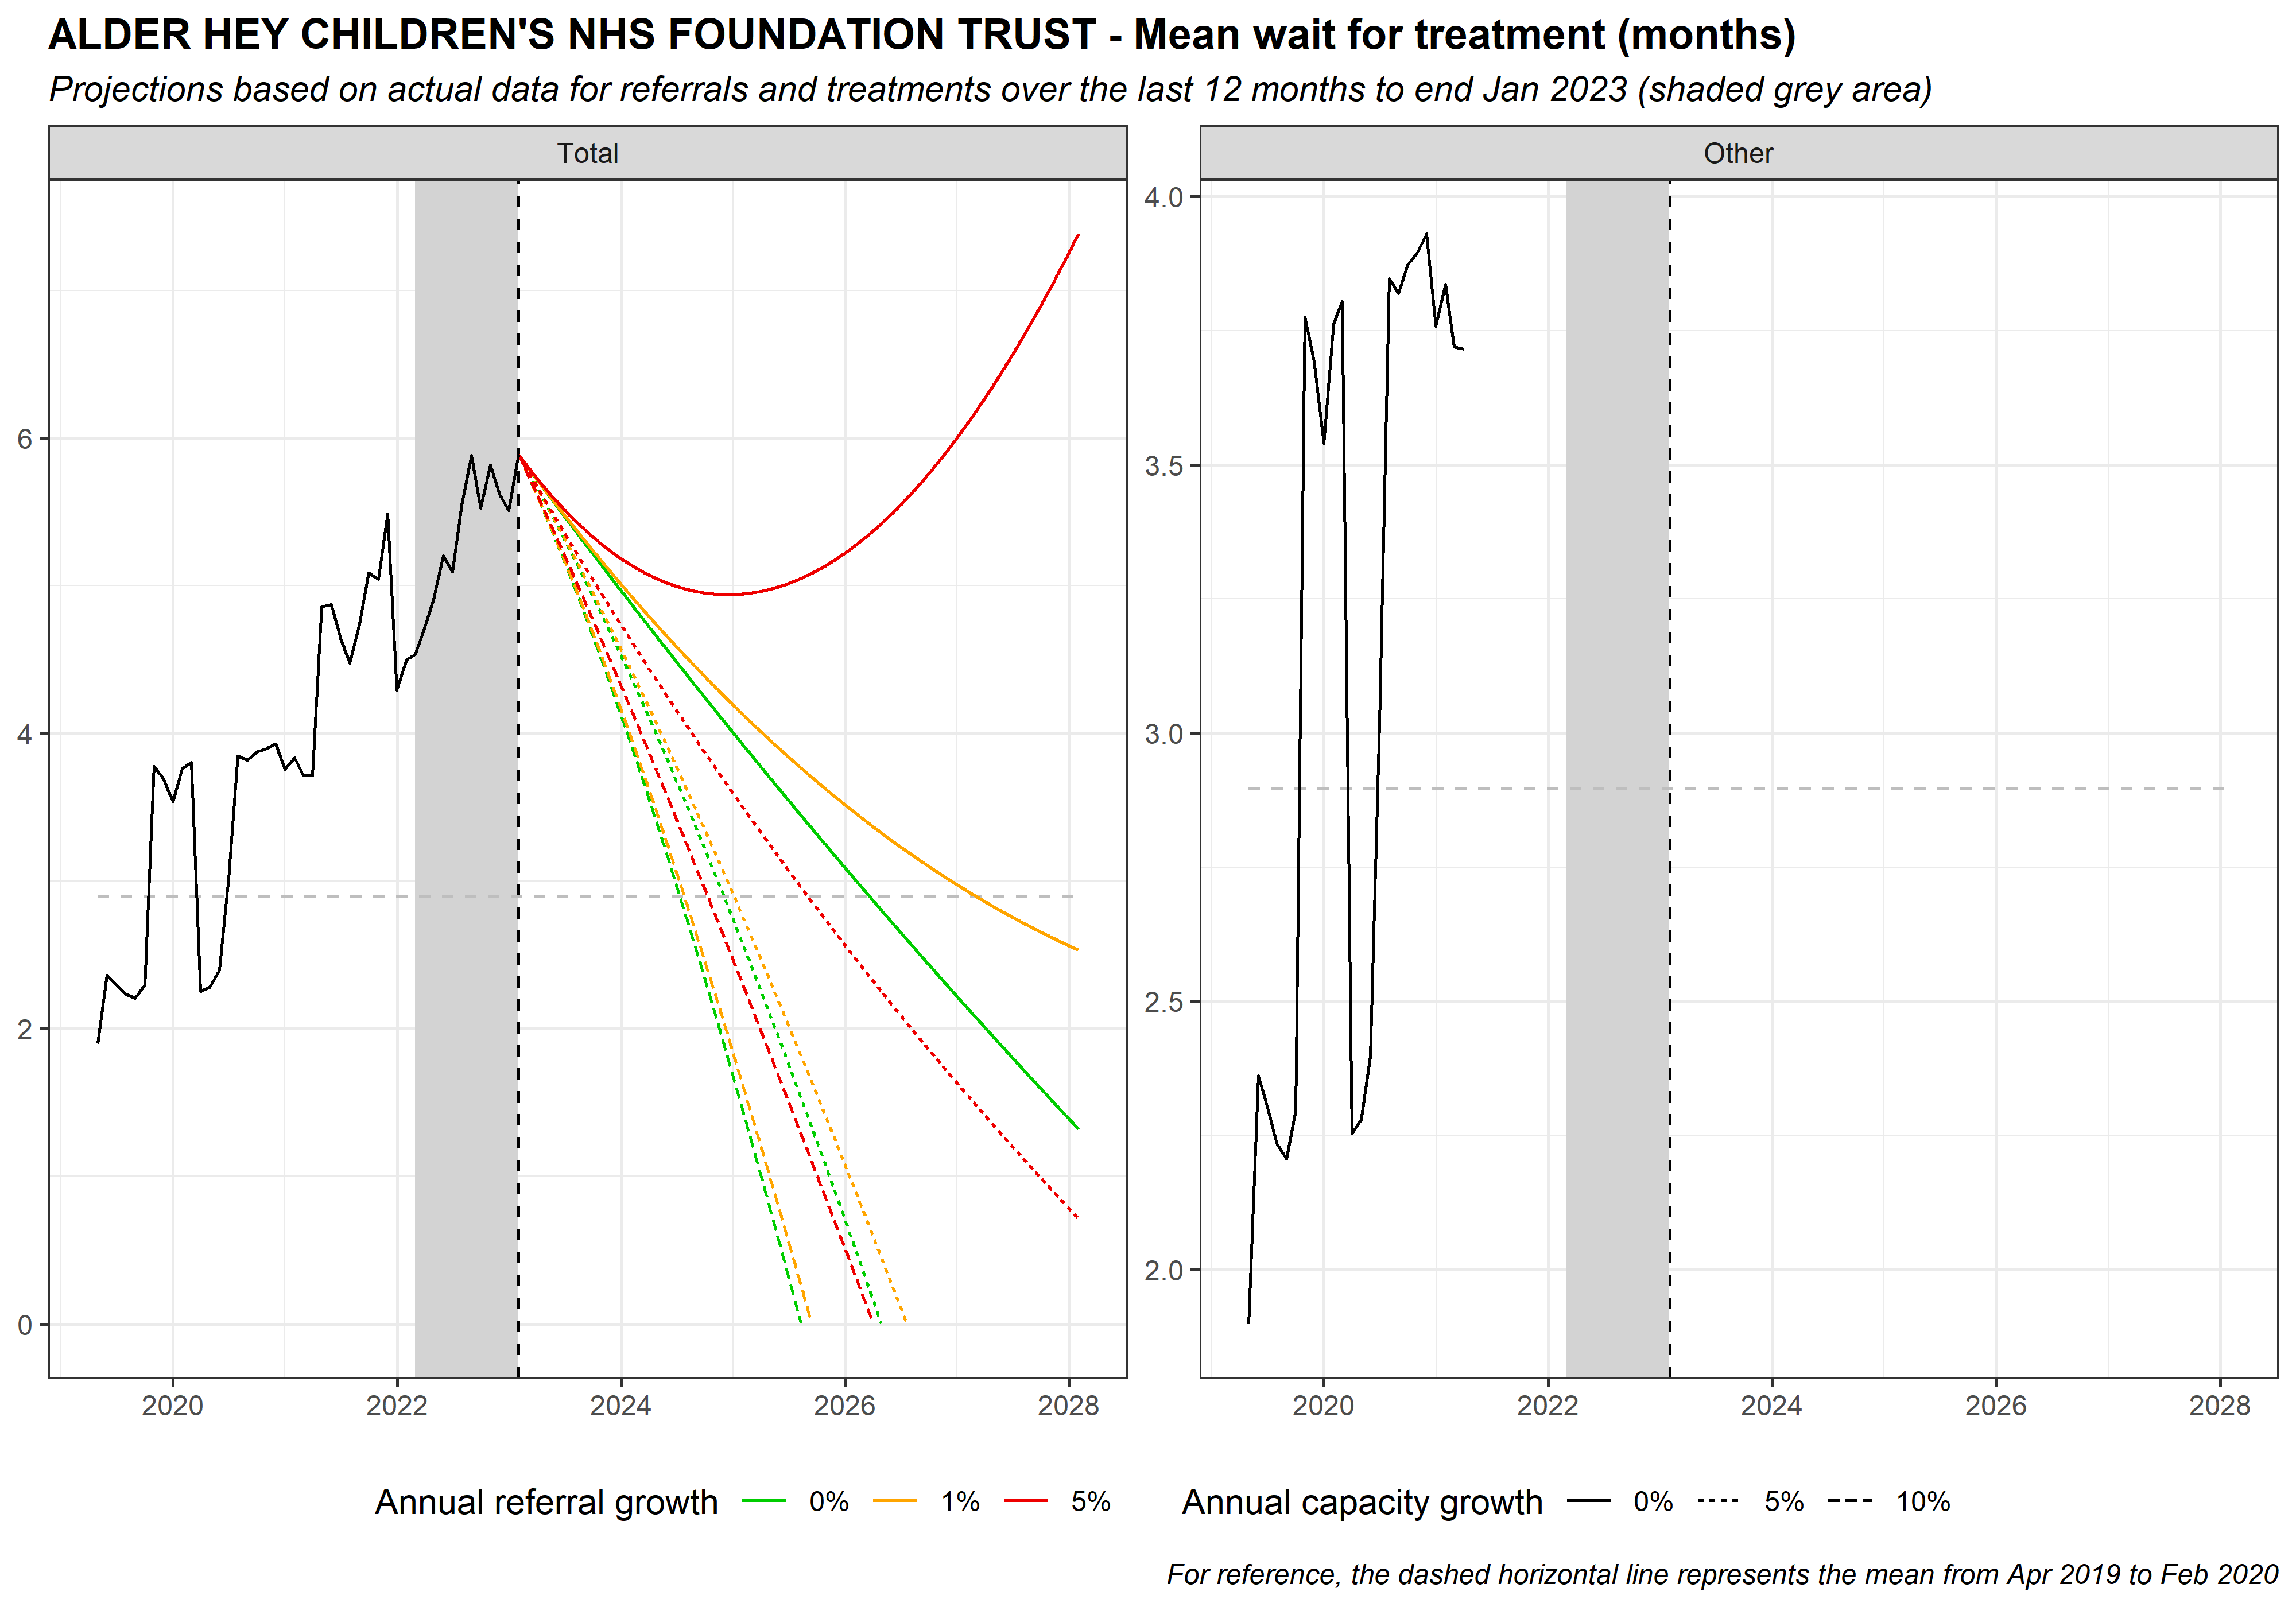 ALDER HEY CHILDREN'S NHS FOUNDATION TRUST - Mean wait for treatment (months)
Projections based on actual data for referrals and treatments over the last 12 months to end Jan 2023 (shaded grey area)
Total
Other
6
4
2
0
4.0
3.5
3.0
2.5
2.0
2020 2022 2024 2026 2028
2020 2022 2024 2026 2028
Annual referral growth 0% 1% 5%
Annual capacity growth 0% 5% 10%
For reference, the dashed horizontal line represents the mean from Apr 2019 to Feb 2020